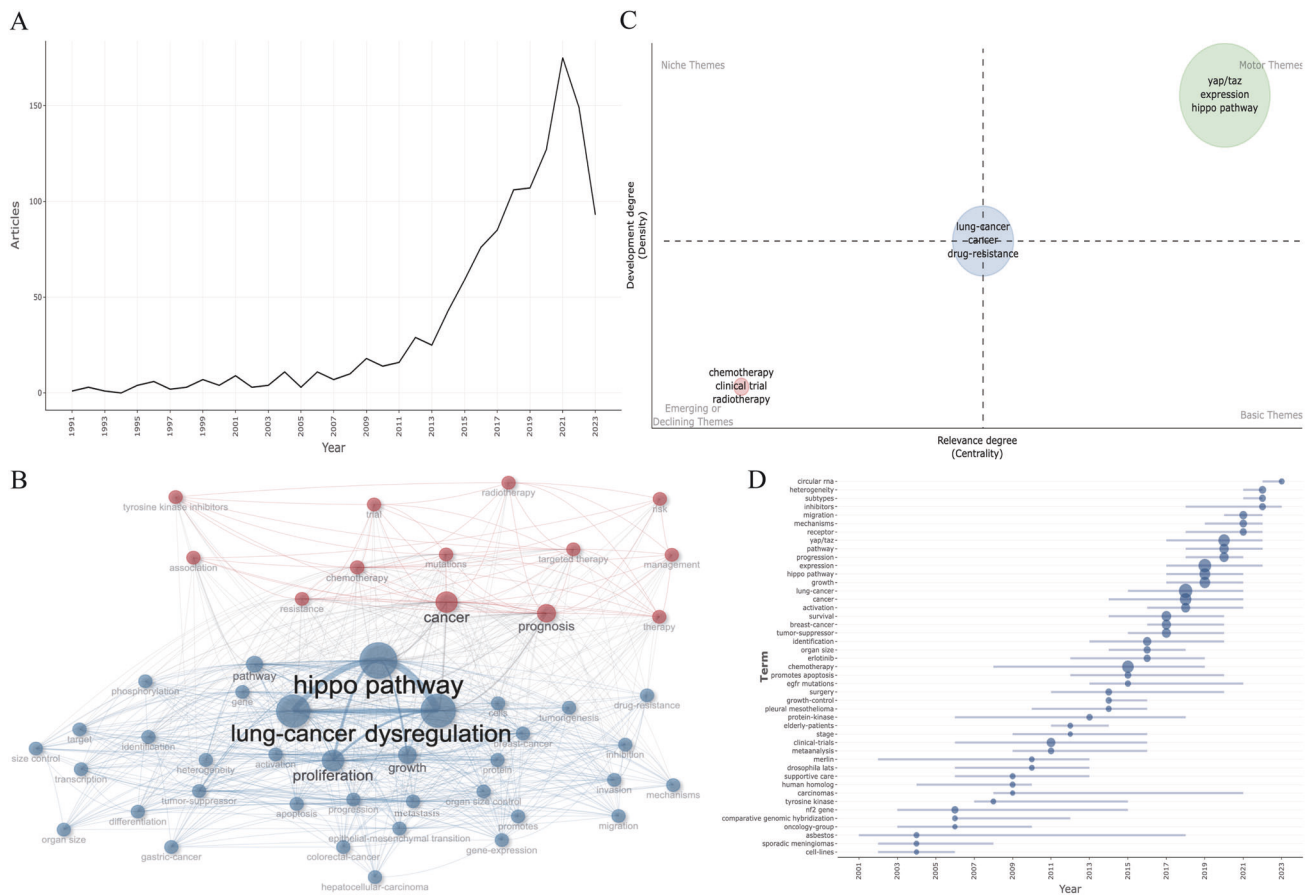 A
Articles
150
100
50
0
1991
1993
1995
1997
1999
2001
2003
2005
2007
2009
2011
2013
2015
2017
2019
2021
2023
Year
C
Niche Themes
Motor Themes
yap/taz
expression
hippo pathway
Development degree
(Density)
lung-cancer
cancer
drug-resistance
chemotherapy
clinical trial
radiotherapy
Emerging or
Declining Themes
Basic Themes
Relevance degree
(Centrality)
B
radiotherapy
tyrosine kinase inhibitors
trial
risk
association
mutations
targeted therapy
management
chemotherapy
resistance
cancer
prognosis
therapy
pathway
hippo pathway
phosphorylation
gene
cells
drug-resistance
tumongenesis
lung-cancer
dysregulation
target
identification
breast-cancer
size control
inhibition
heterogeneity
activation
growth
protein
transcription
proliferation
invasion
mechanisms
tumor-suppressor
apoptosis
progression
metastasis
organ size control
differentiation
promotes
migration
organ size
epithelial-mesenchymal transition
gastric-cancer
colorectal-cancer
gene-expression
hepatocellular-carcinoma
D
circular rna
heterogeneity
subtypes
inhibitors
migration
mechanisms
receptor
yap/taz
pathway
progression
expression
hippo pathway
growth
lung-cancer
cancer
activation
survival
breast-cancer
tumor-suppressor
identification
organ size
erlotinib
chemotherapy
promotes apoptosis
egfr mutations
surgery
growth-control
pleural mesothelioma
protein-kinase
elderly-patients
stage
clinical-trials
metaanalysis
merlin
drosophila lats
supportive care
human homolog
carcinomas
tyrosine kinase
nf2 gene
comparative genomic hybridization
oncology-group
asbestos
sporadic meningiomas
cell-lines
Term
2001
2003
2005
2007
2009
2011
2013
2015
2017
2019
2021
2023
Year